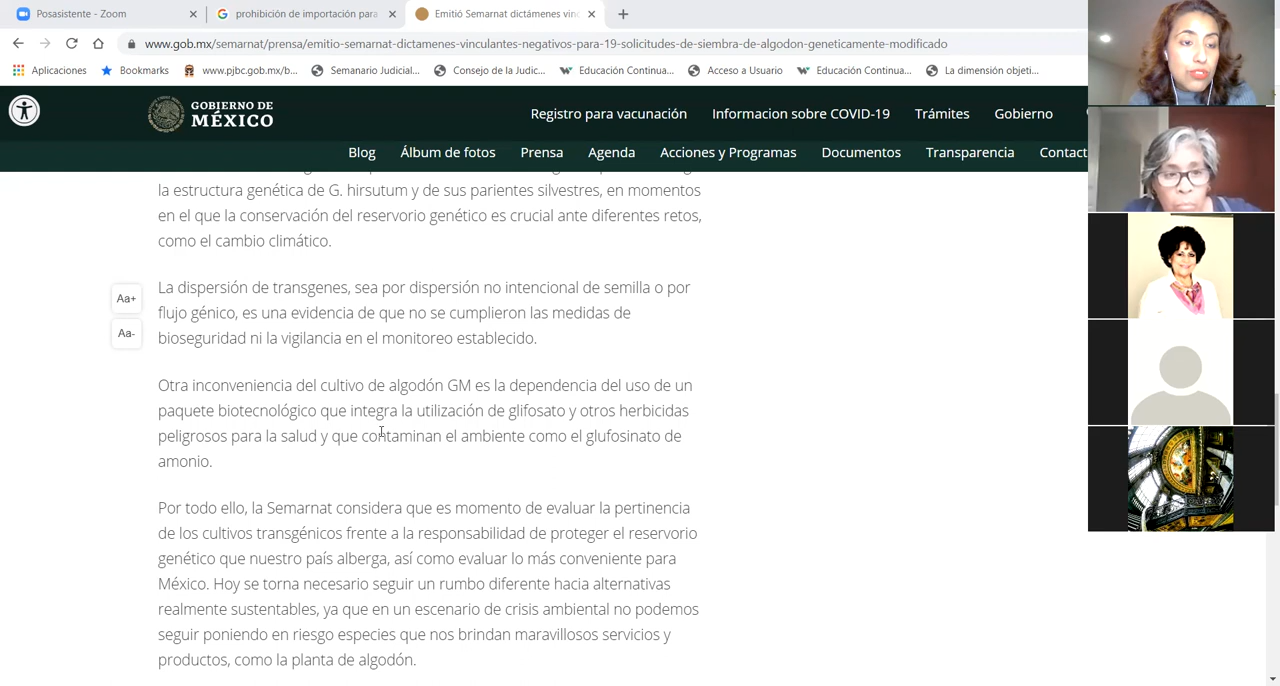 Posasistente - Zoom
prohibición de importación para
Emitió Semarnat dictámenes vinc
www.gob.mx/semarnat/prensa/emitio-semarnat-dictamenes-vinculantes-negativos-para-19-solicitudes-de-siembra-de-algodon-geneticamente-modificado
Aplicaciones
Bookmarks
www.pjbc.gob.mx/b...
Semanario Judicial...
Consejo de la Judic...
Educación Continua...
Acceso a Usuario
Educación Continua...
La dimensión objeti...
GOBIERNO DE
MÉXICO
Registro para vacunación
Informacion sobre COVID-19
Trámites
Gobierno
Blog
Álbum de fotos
Prensa
Agenda
Acciones y Programas
Documentos
Transparencia
Contact
la estructura genética de G. hirsutum y de sus parientes silvestres, en momentos
en el que la conservación del reservorio genético es crucial ante diferentes retos,
como el cambio climático.
La dispersión de transgenes, sea por dispersión no intencional de semilla o por
flujo génico, es una evidencia de que no se cumplieron las medidas de
bioseguridad ni la vigilancia en el monitoreo establecido.
Aa+
Aa-
Otra inconveniencia del cultivo de algodón GM es la dependencia del uso de un
paquete biotecnológico que integra la utilización de glifosato y otros herbicidas
peligrosos para la salud y que contaminan el ambiente como el glufosinato de
amonio.
Por todo ello, la Semarnat considera que es momento de evaluar la pertinencia
de los cultivos transgénicos frente a la responsabilidad de proteger el reservorio
genético que nuestro país alberga, así como evaluar lo más conveniente para
México. Hoy se torna necesario seguir un rumbo diferente hacia alternativas
realmente sustentables, ya que en un escenario de crisis ambiental no podemos
seguir poniendo en riesgo especies que nos brindan maravillosos servicios y
productos, como la planta de algodón.